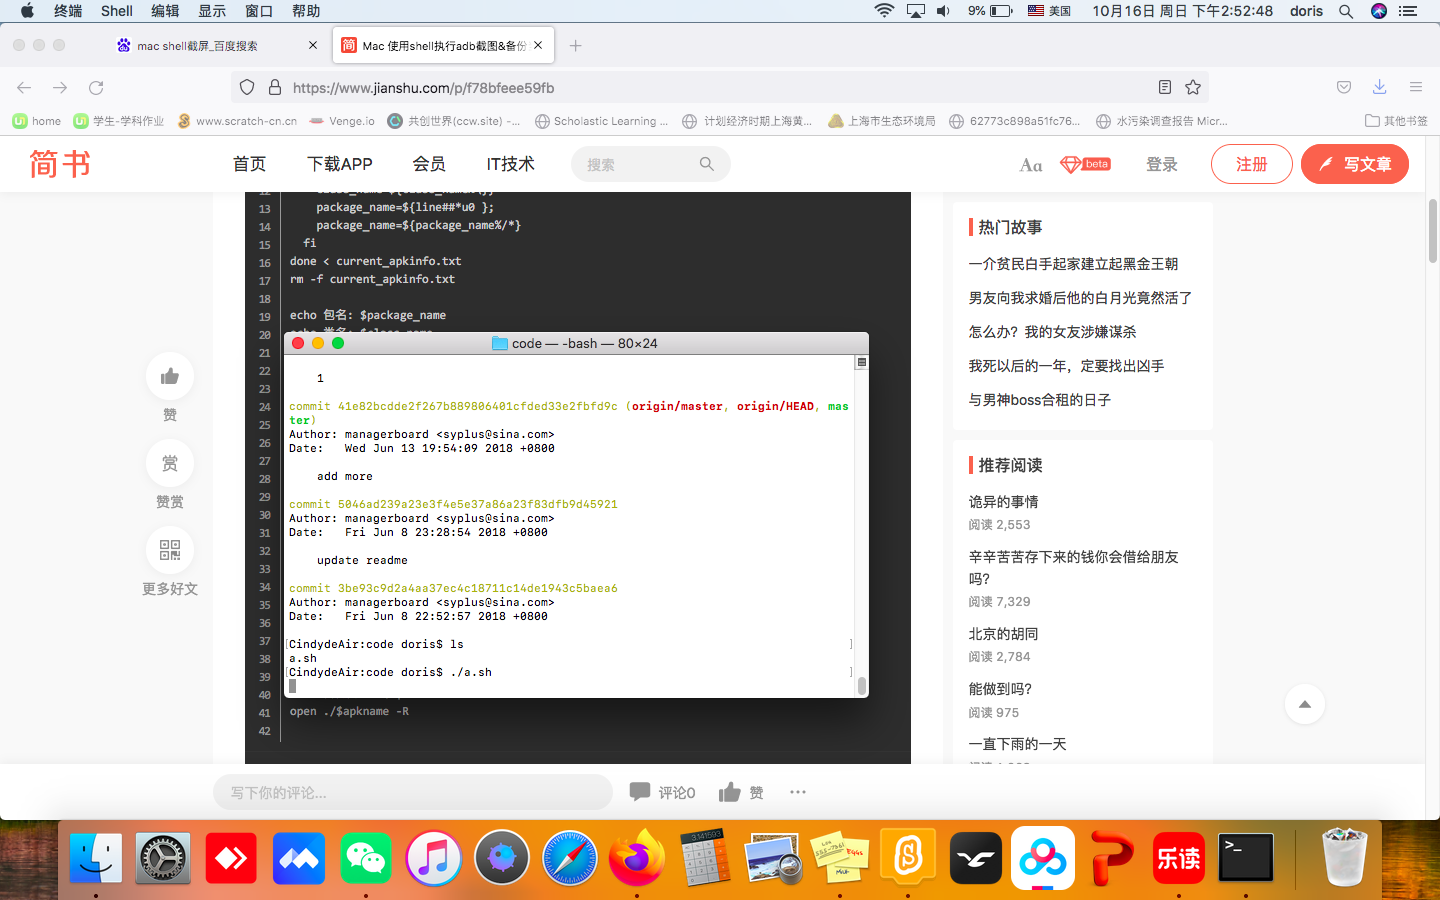 终端 Shell 编辑 显示 窗口 帮助 9% 美国 10月16日 周日 下午2:52:48 doris
mac shell截屏_百度搜索
简 Mac 使用shell执行adb截图&备份
https://www.jianshu.com/p/f78bfeee59fb
home 学生-学科作业 www.scratch-cn.cn Venge.io 共创世界(ccw.site) -... Scholastic Learning ... 计划经济时期上海黄... 上海市生态环境局 62773c898a51fc76... 水污染调查报告 Micr... 其他书签
简书 首页 下载APP 会员 IT技术 搜索 Aa beta 登录 注册 写文章
13 package_name=${line##*u0 };
14 package_name=${package_name%/*}
15 fi
16 done < current_apkinfo.txt
17 rm -f current_apkinfo.txt
18
19 echo 包名: $package_name
20
21
22
23
24
25
26
27
28
29
30
31
32
33
34
35
36
37
38
39
40
41 open ./$apkname -R
42
code — -bash — 80×24
1
commit 41e82bcdde2f267b889806401cfded33e2fbfd9c (origin/master, origin/HEAD, mas
ter)
Author: managerboard <syplus@sina.com>
Date: Wed Jun 13 19:54:09 2018 +0800
add more
commit 5046ad239a23e3f4e5e37a86a23f83dfb9d45921
Author: managerboard <syplus@sina.com>
Date: Fri Jun 8 23:28:54 2018 +0800
update readme
commit 3be93c9d2a4aa37ec4c18711c14de1943c5baea6
Author: managerboard <syplus@sina.com>
Date: Fri Jun 8 22:52:57 2018 +0800
[CindydeAir:code doris$ ls ]
a.sh
[CindydeAir:code doris$ ./a.sh ]
赞
赏
赞赏
更多好文
热门故事
一介贫民白手起家建立起黑金王朝
男友向我求婚后他的白月光竟然活了
怎么办? 我的女友涉嫌谋杀
我死以后的一年，定要找出凶手
与男神boss合租的日子
推荐阅读
诡异的事情
阅读 2,553
辛辛苦苦存下来的钱你会借给朋友
吗?
阅读 7,329
北京的胡同
阅读 2,784
能做到吗?
阅读 975
一直下雨的一天
写下你的评论... 评论0 赞 ...
乐读